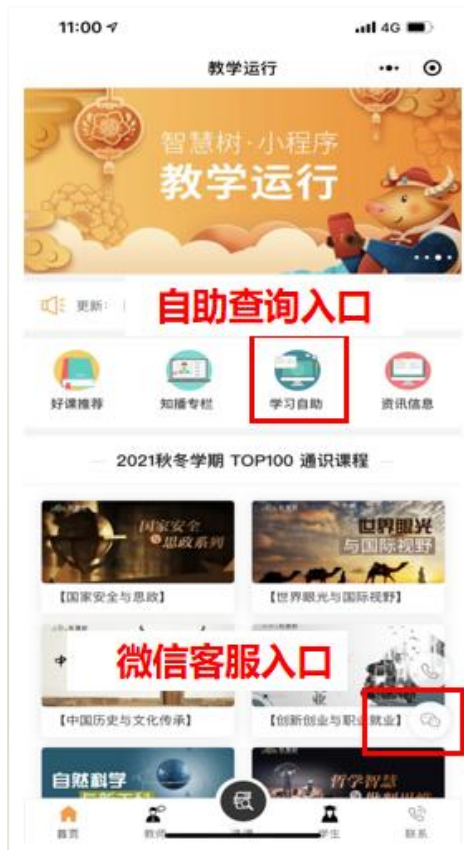 11:00
4G
教学运行
智慧树·小程序
教学运行
更新：
自助查询入口
好课推荐
知播专栏
学习自助
资讯信息
2021秋冬学期 TOP100 通识课程
国家安全
与思政系列
世界眼光
与国际视野
【国家安全与思政】
【世界眼光与国际视野】
中
微信客服入口
业
【中国历史与文化传承】
【创新创业与职业就业】
自然科学
哲学智慧
首页
教师
学生
联系